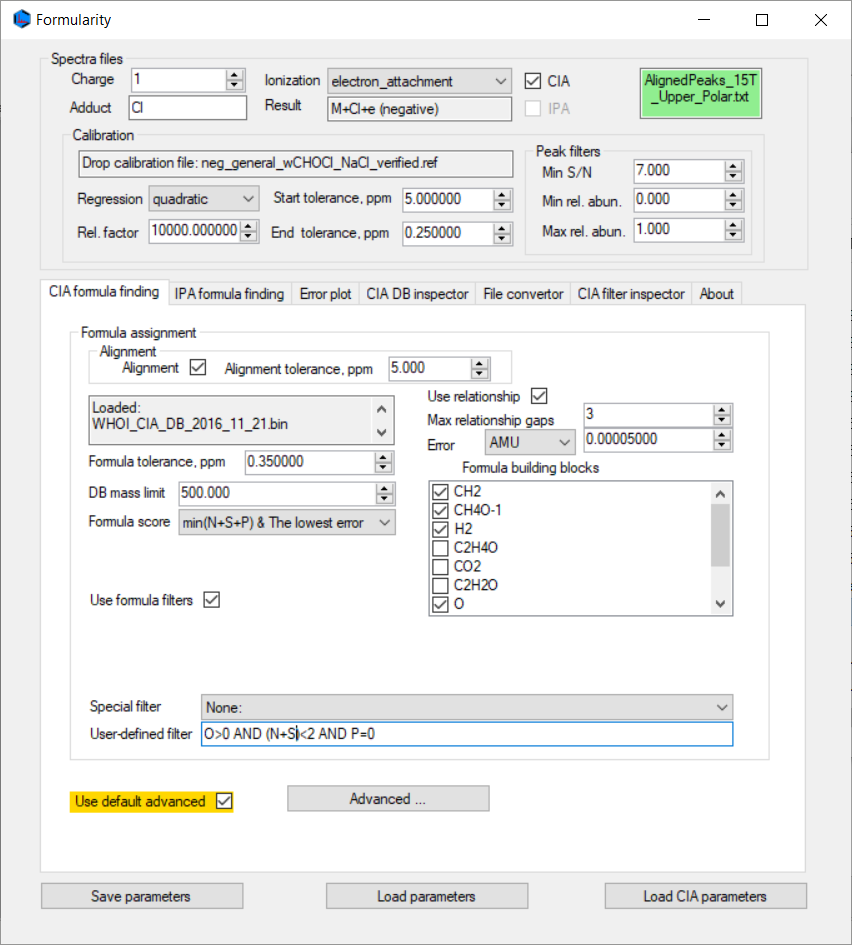 Formularity
Spectra files
Charge 1 Ionization electron_attachment CIA
AlignedPeaks_15T
_Upper_Polar.txt
Adduct Cl Result M+Cl+e (negative) IPA
Calibration
Drop calibration file: neg_general_wCHOCl_NaCl_verified.ref
Regression quadratic Start tolerance, ppm 5.000000
Rel. factor 10000.000000 End tolerance, ppm 0.250000
Peak filters
Min S/N 7.000
Min rel. abun. 0.000
Max rel. abun. 1.000
CIA formula finding IPA formula finding Error plot CIA DB inspector File convertor CIA filter inspector About
Formula assignment
Alignment
Alignment Alignment tolerance, ppm 5.000
Loaded:
WHOI_CIA_DB_2016_11_21.bin
Formula tolerance, ppm 0.350000
DB mass limit 500.000
Formula score min(N+S+P) & The lowest error
Use formula filters
Use relationship
Max relationship gaps 3
Error AMU 0.00005000
Formula building blocks
CH2
CH4O-1
H2
C2H4O
CO2
C2H2O
O
Special filter None:
User-defined filter O>0 AND (N+S)<2 AND P=0
Use default advanced Advanced ...
Save parameters Load parameters Load CIA parameters